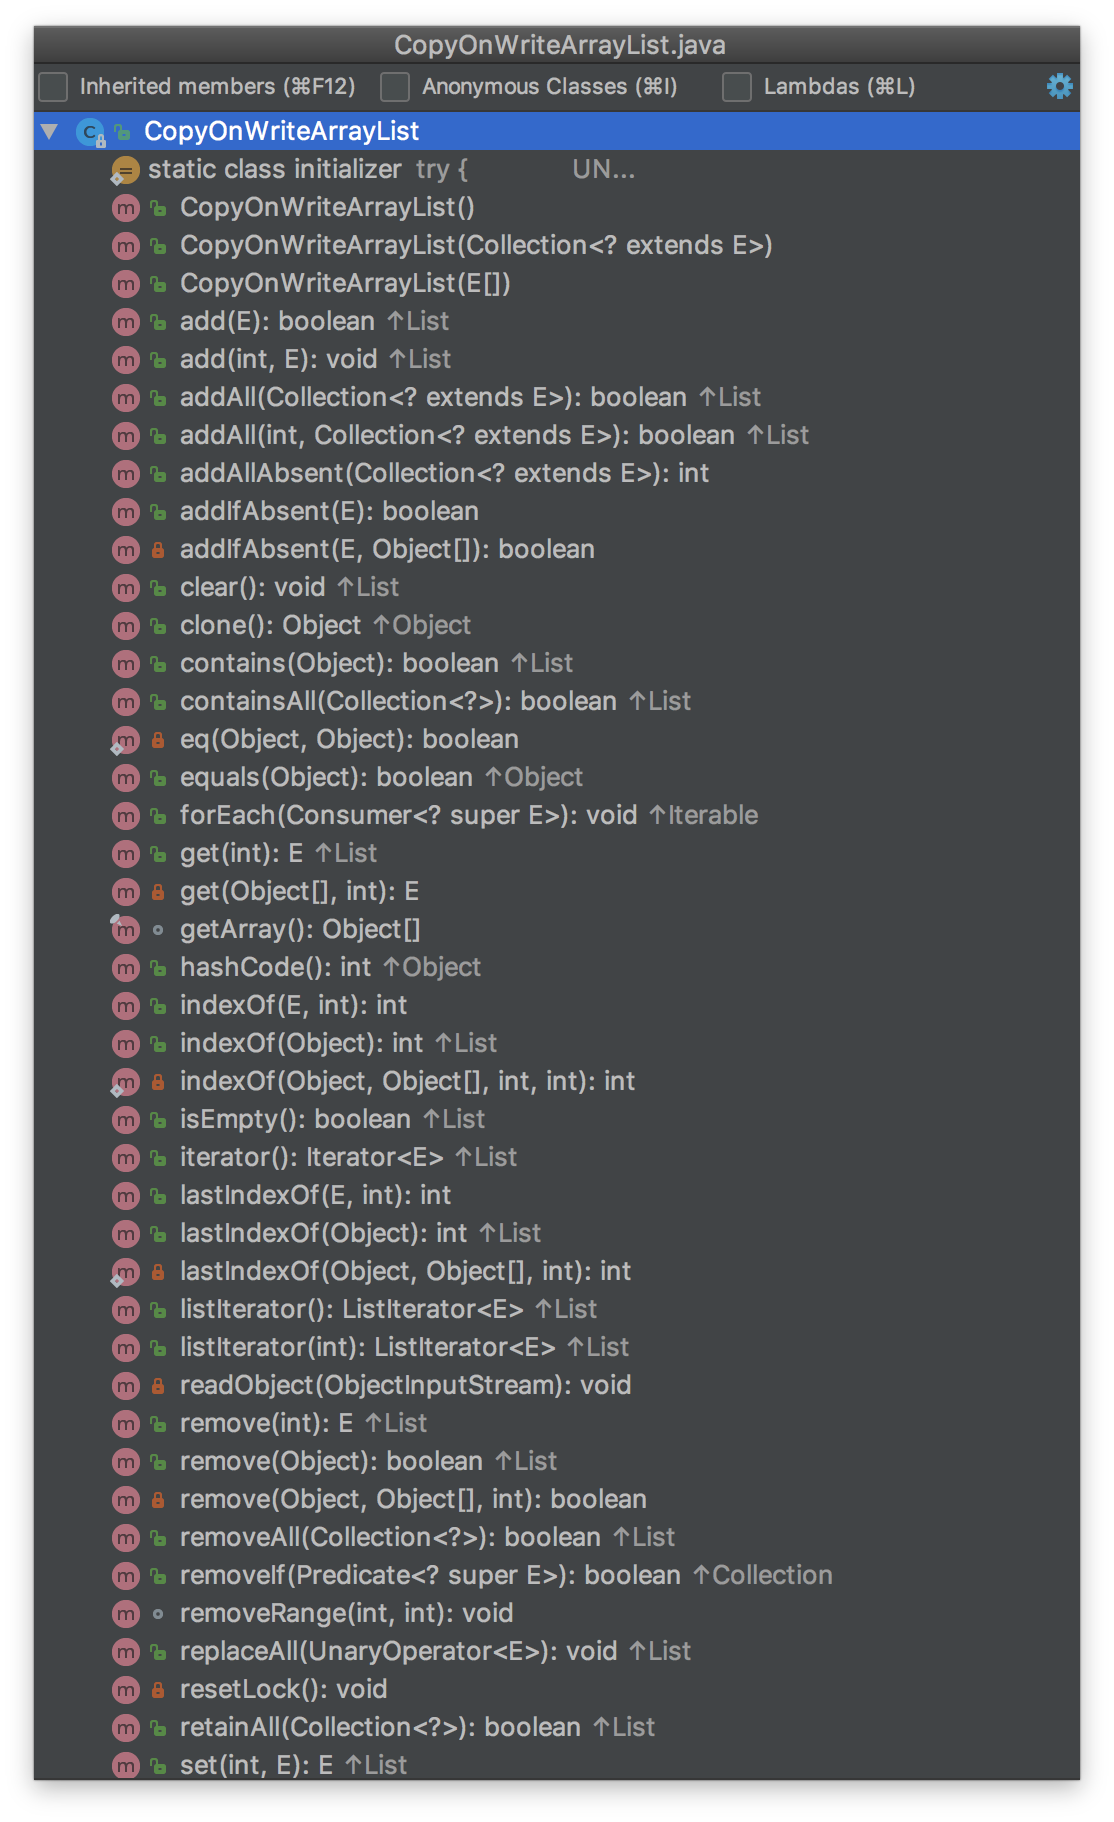 CopyOnWriteArrayList.java
Inherited members (⌘F12) Anonymous Classes (⌘I) Lambdas (⌘L)
CopyOnWriteArrayList
static class initializer try { UN...
CopyOnWriteArrayList()
CopyOnWriteArrayList(Collection<? extends E>)
CopyOnWriteArrayList(E[])
add(E): boolean ↑List
add(int, E): void ↑List
addAll(Collection<? extends E>): boolean ↑List
addAll(int, Collection<? extends E>): boolean ↑List
addAllAbsent(Collection<? extends E>): int
addIfAbsent(E): boolean
addIfAbsent(E, Object[]): boolean
clear(): void ↑List
clone(): Object ↑Object
contains(Object): boolean ↑List
containsAll(Collection<?>): boolean ↑List
eq(Object, Object): boolean
equals(Object): boolean ↑Object
forEach(Consumer<? super E>): void ↑Iterable
get(int): E ↑List
get(Object[], int): E
getArray(): Object[]
hashCode(): int ↑Object
indexOf(E, int): int
indexOf(Object): int ↑List
indexOf(Object, Object[], int, int): int
isEmpty(): boolean ↑List
iterator(): Iterator<E> ↑List
lastIndexOf(E, int): int
lastIndexOf(Object): int ↑List
lastIndexOf(Object, Object[], int): int
listIterator(): ListIterator<E> ↑List
listIterator(int): ListIterator<E> ↑List
readObject(ObjectInputStream): void
remove(int): E ↑List
remove(Object): boolean ↑List
remove(Object, Object[], int): boolean
removeAll(Collection<?>): boolean ↑List
removeIf(Predicate<? super E>): boolean ↑Collection
removeRange(int, int): void
replaceAll(UnaryOperator<E>): void ↑List
resetLock(): void
retainAll(Collection<?>): boolean ↑List
set(int, E): E ↑List